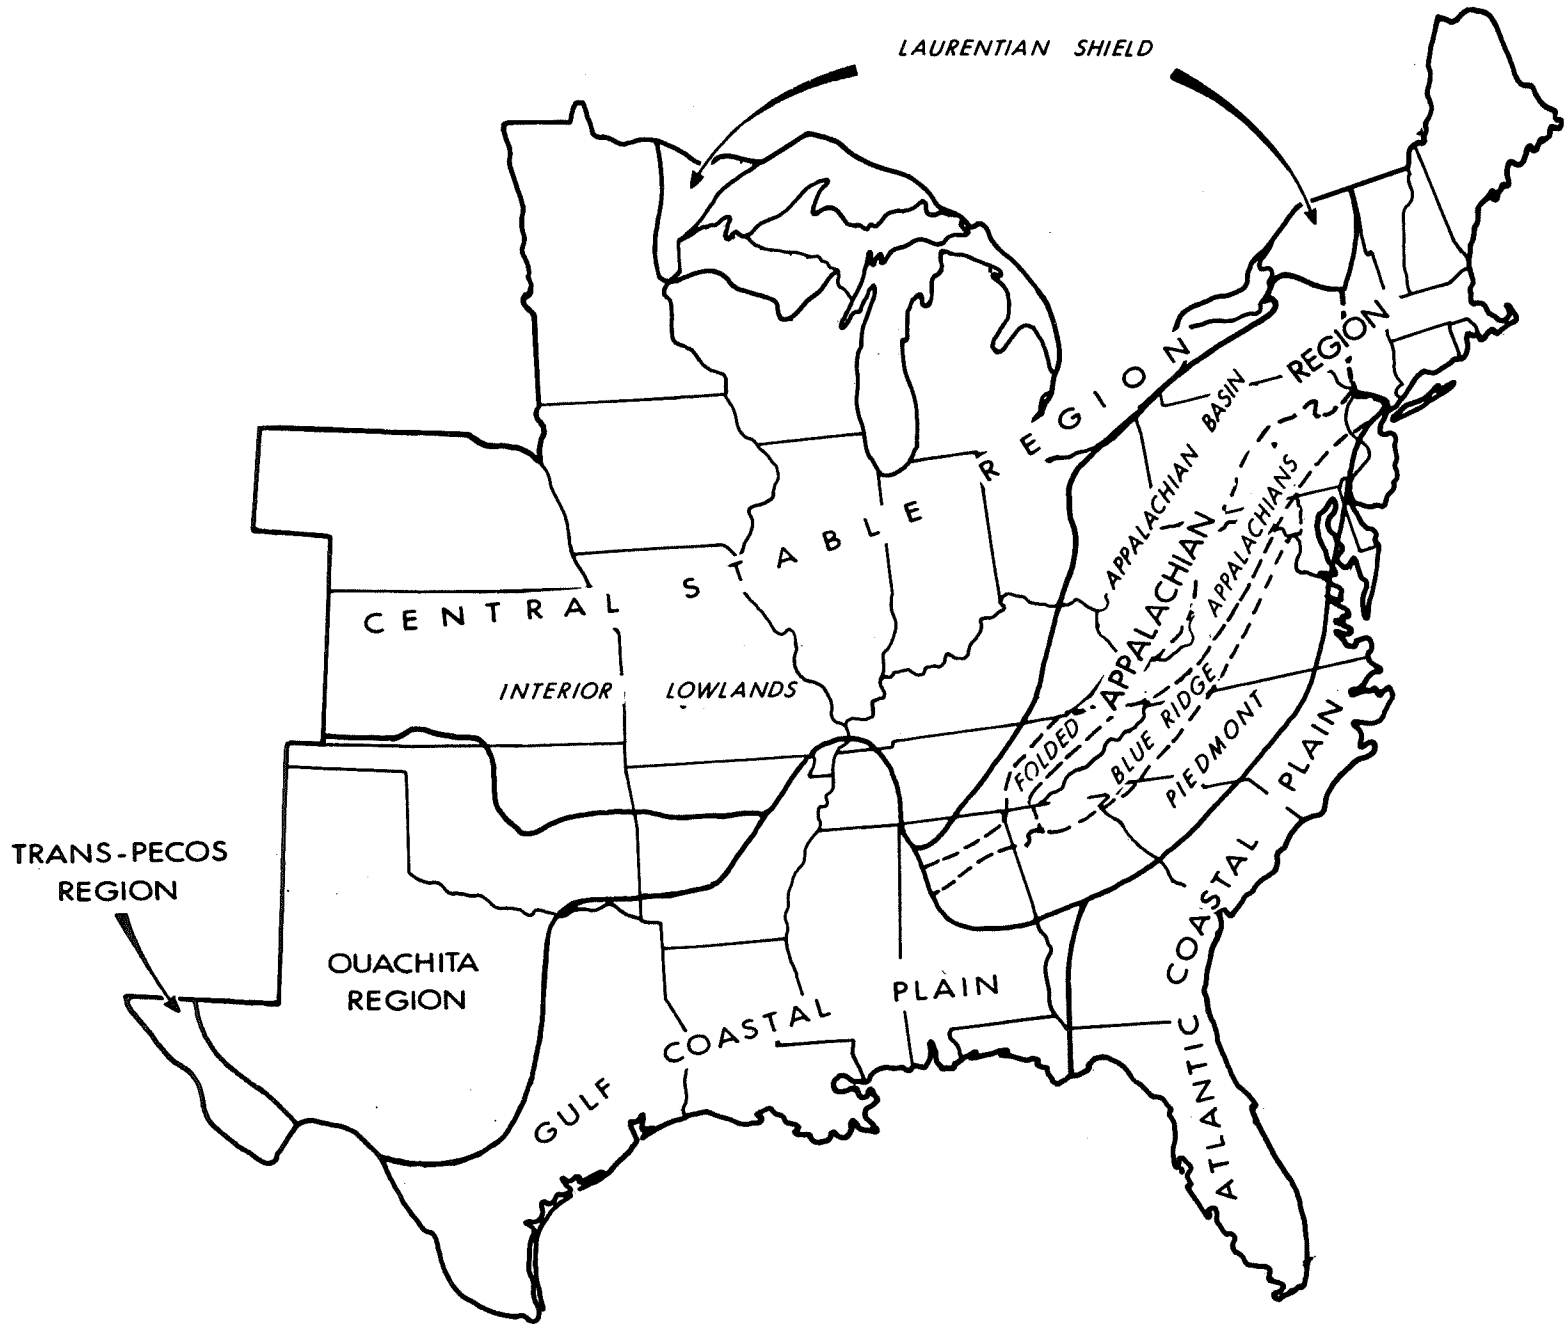 LAURENTIAN SHIELD
CENTRAL STABLE REGION
INTERIOR LOWLANDS
APPALACHIAN REGION
APPALACHIAN BASIN
FOLDED APPALACHIANS
BLUE RIDGE
PIEDMONT
TRANS-PECOS
REGION
OUACHITA
REGION
GULF COASTAL PLAIN
ATLANTIC COASTAL PLAIN
?